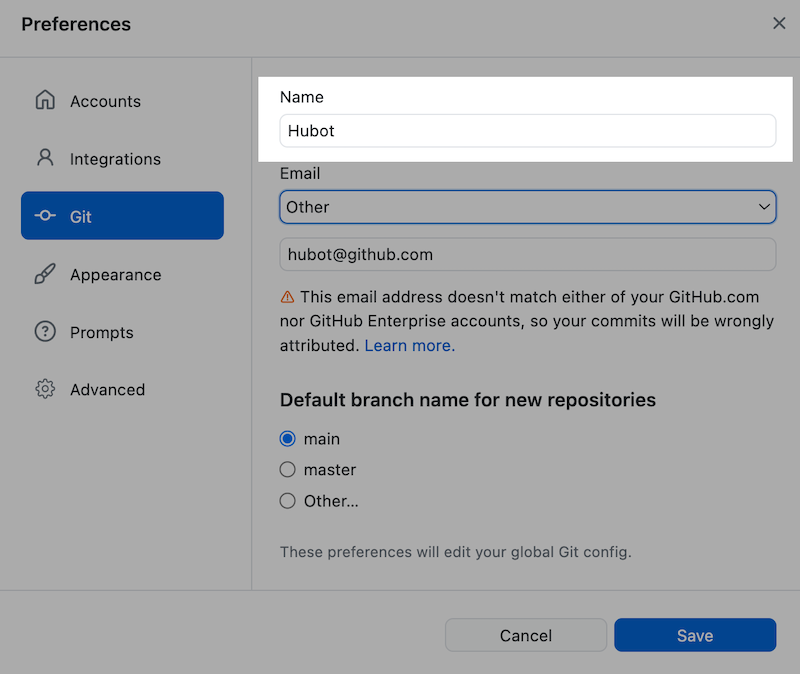 Preferences
Accounts
Integrations
Git
Appearance
Prompts
Advanced
Name
Hubot
Email
Other
hubot@github.com
This email address doesn't match either of your GitHub.com
nor GitHub Enterprise accounts, so your commits will be wrongly
attributed. Learn more.
Default branch name for new repositories
main
master
Other...
These preferences will edit your global Git config.
Cancel
Save